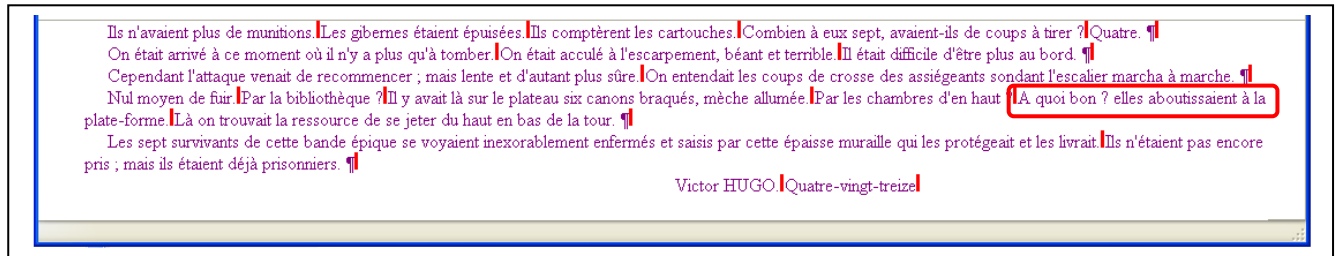 Ils n'avaient plus de munitions. Les gibernes étaient épuisées. Ils comptèrent les cartouches. Combien à eux sept, avaient-ils de coups à tirer ? Quatre. ¶
On était arrivé à ce moment où il n'y a plus qu'à tomber. On était acculé à l'escarpement, béant et terrible. Il était difficile d'être plus au bord. ¶
Cependant l'attaque venait de recommencer ; mais lente et d'autant plus sûre. On entendait les coups de crosse des assiégeants sondant l'escalier marcha à marche. ¶
Nul moyen de fuir. Par la bibliothèque ? Il y avait là sur le plateau six canons braqués, mèche allumée. Par les chambres d'en haut ? A quoi bon ? elles aboutissaient à la
plate-forme. Là on trouvait la ressource de se jeter du haut en bas de la tour. ¶
Les sept survivants de cette bande épique se voyaient inexorablement enfermés et saisis par cette épaisse muraille qui les protégeait et les livrait. Ils n'étaient pas encore
pris ; mais ils étaient déjà prisonniers. ¶
Victor HUGO. Quatre-vingt-treize